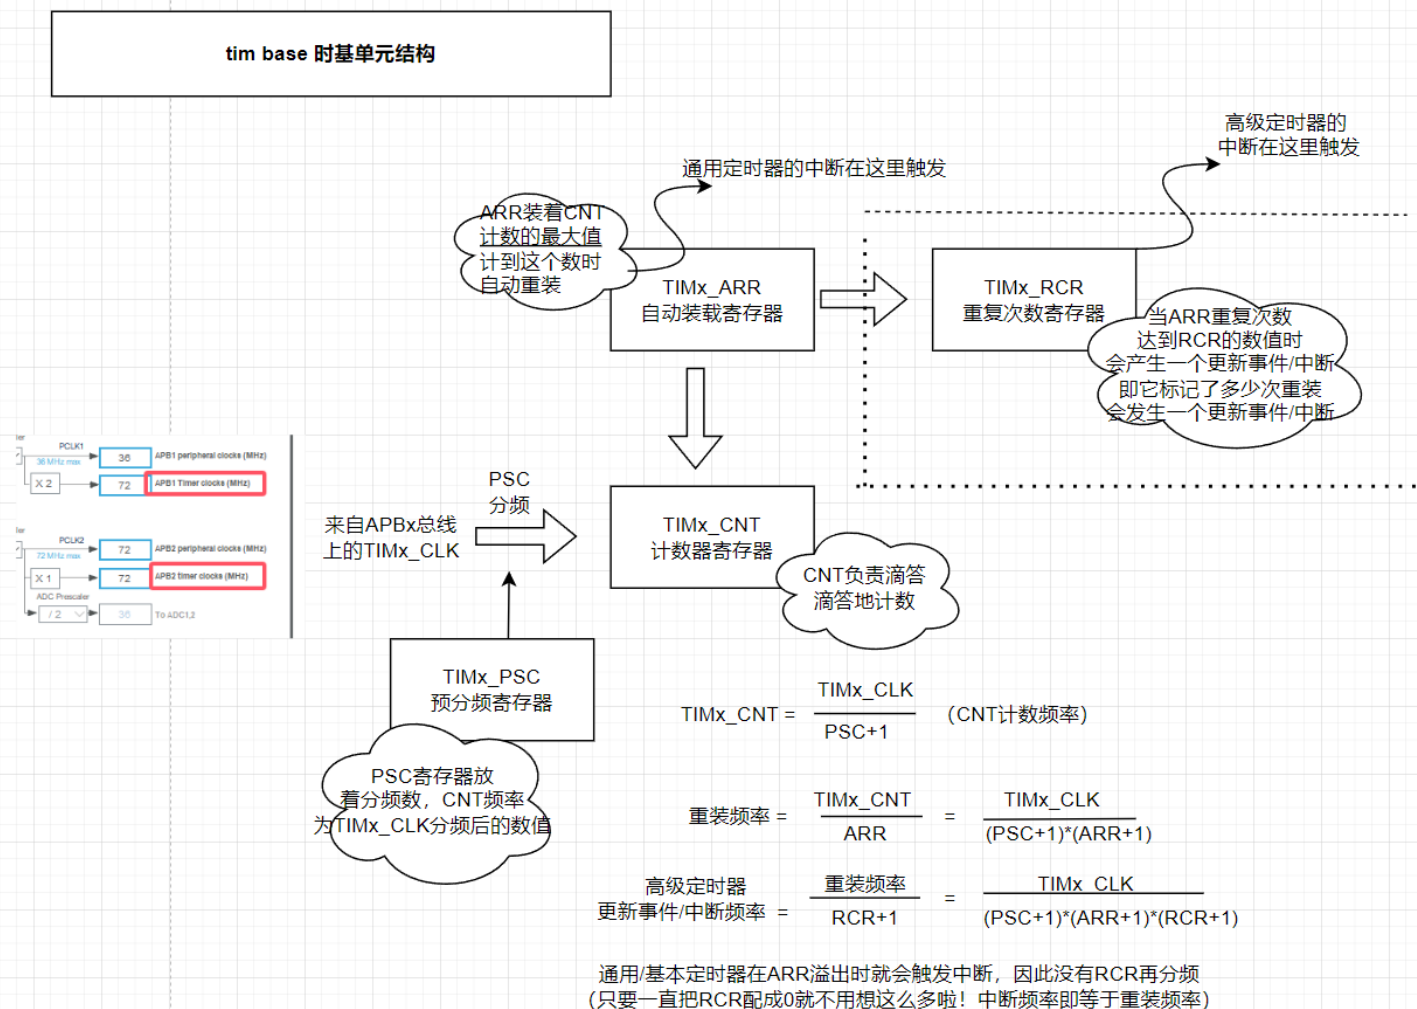 tim base 时基单元结构
高级定时器的
中断在这里触发
通用定时器的中断在这里触发
ARR装着CNT
计数的最大值
计到这个数时
自动重装
TIMx_ARR
自动装载寄存器
TIMx_RCR
重复次数寄存器
当ARR重复次数
达到RCR的数值时
会产生一个更新事件/中断
即它标记了多少次重装
会发生一个更新事件/中断
PCLK1
36 MHz max
36
APB1 peripheral clocks (MHz)
X 2
72
APB1 Timer clocks (MHz)
PCLK2
72 MHz max
72
APB2 peripheral clocks (MHz)
X 1
72
APB2 timer clocks (MHz)
ADC Prescaler
/ 2
36
To ADC1,2
来自APBx总线
上的TIMx_CLK
PSC
分频
TIMx_CNT
计数器寄存器
CNT负责滴答
滴答地计数
TIMx_PSC
预分频寄存器
PSC寄存器放
着分频数，CNT频率
为TIMx_CLK分频后的数值
TIMx_CNT = TIMx_CLK / PSC+1 （CNT计数频率）
重装频率 = TIMx_CNT / ARR = TIMx_CLK / (PSC+1)*(ARR+1)
高级定时器
更新事件/中断频率 = 重装频率 / RCR+1 = TIMx_CLK / (PSC+1)*(ARR+1)*(RCR+1)
通用/基本定时器在ARR溢出时就会触发中断，因此没有RCR再分频
（只要一直把RCR配成0就不用想这么多啦！中断频率即等于重装频率）